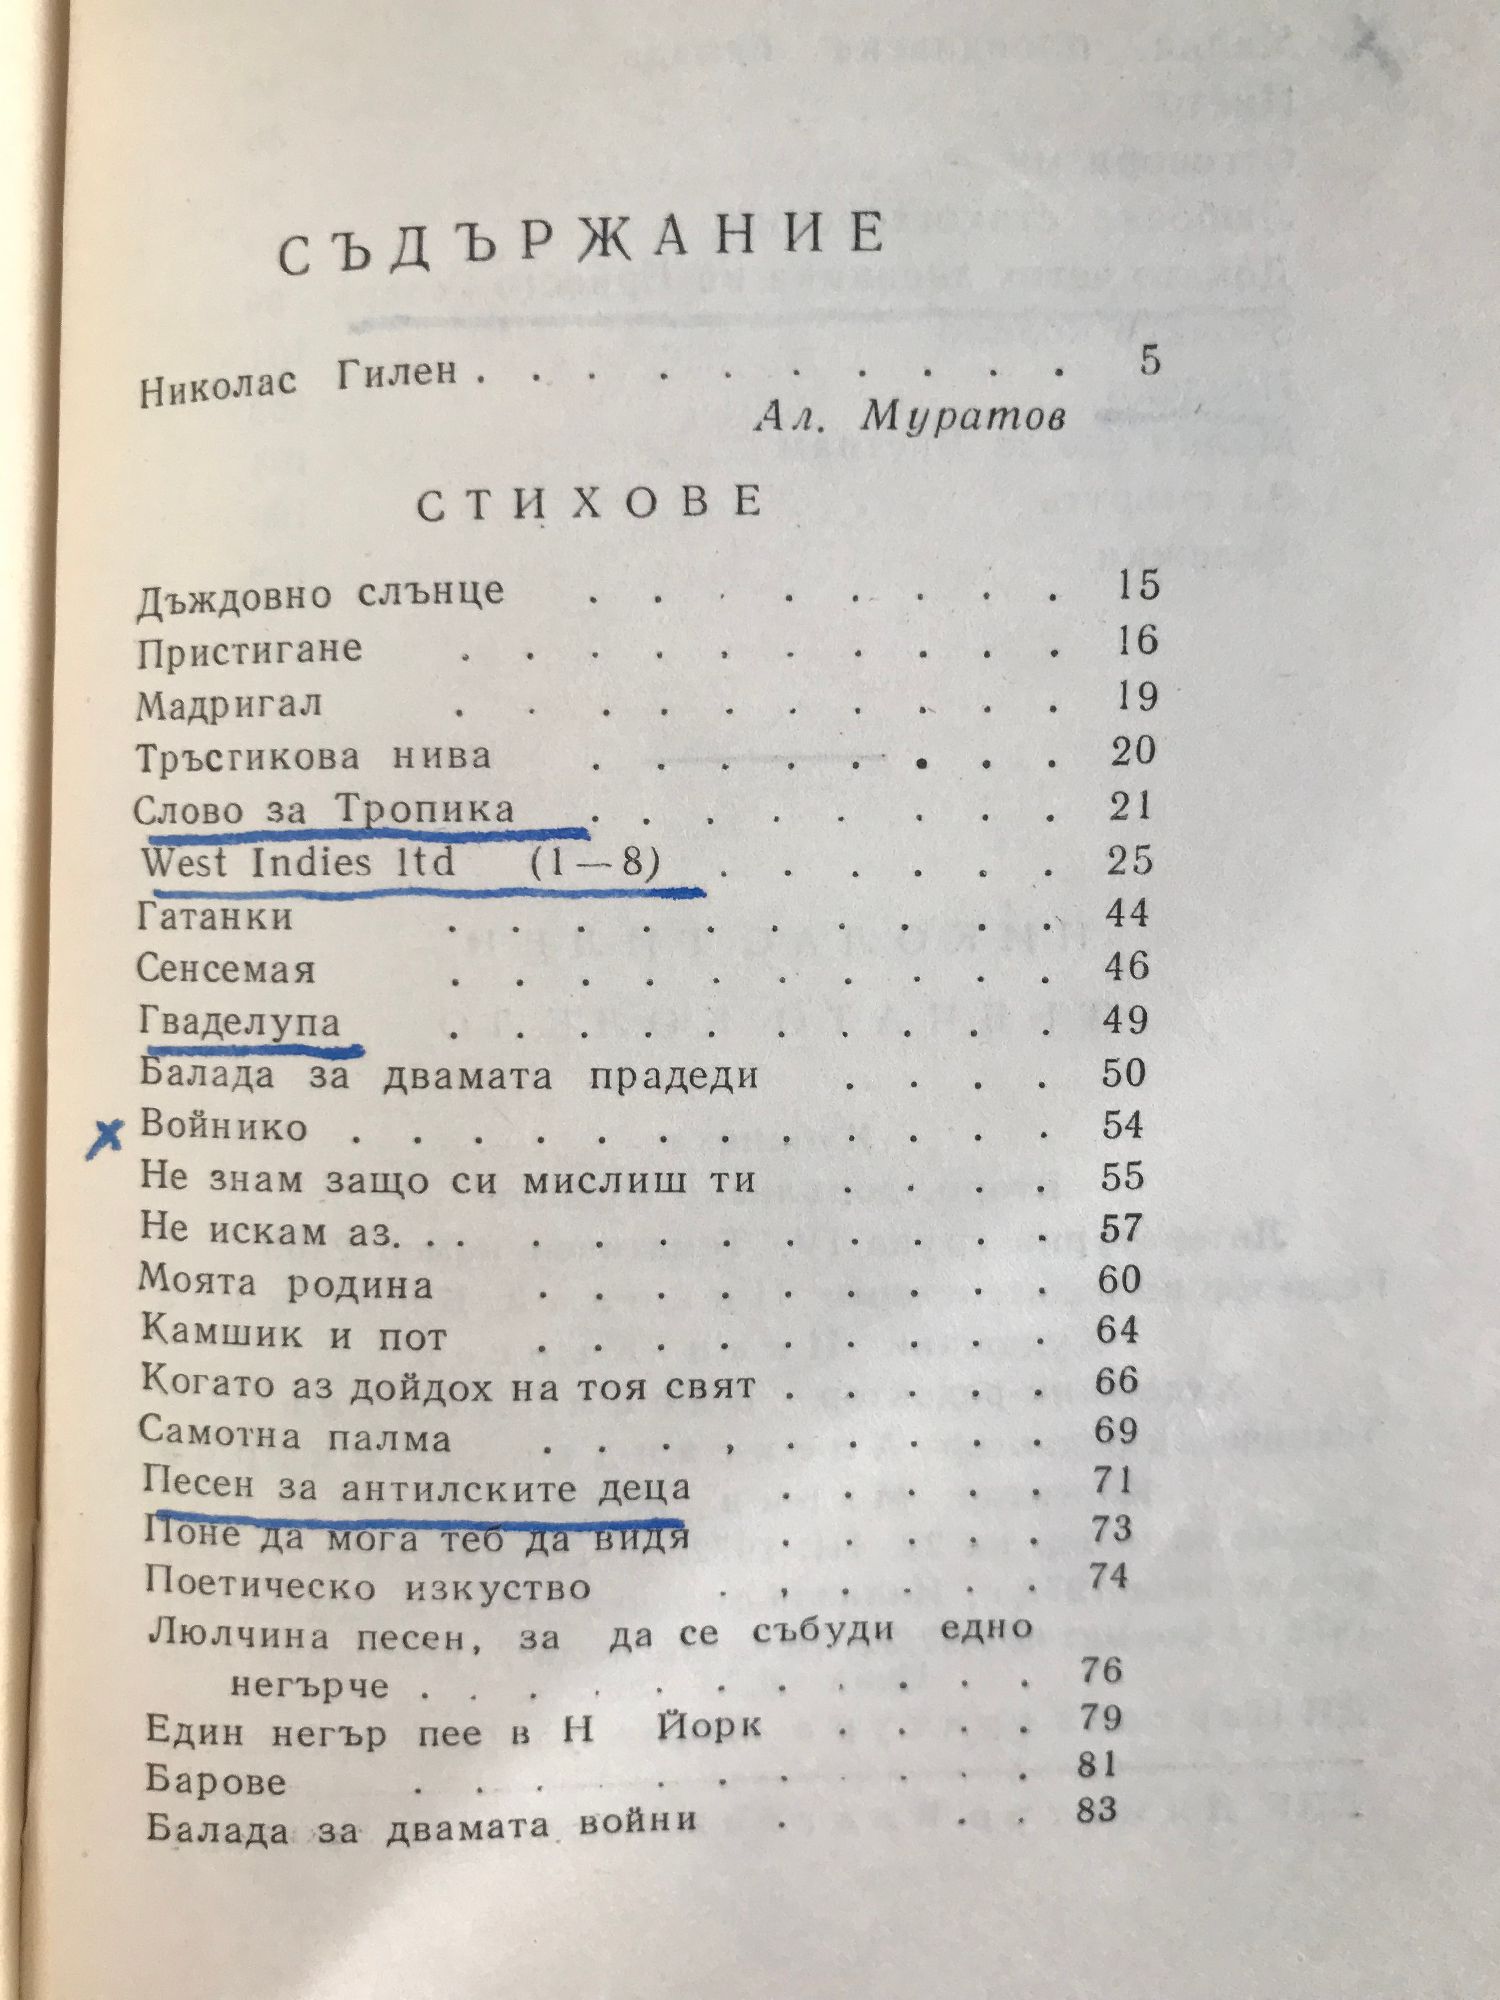 СЪДЪРЖАНИЕ
Николас Гилен . . . . . . . . . . 5
Ал. Муратов
СТИХОВЕ
Дъждовно слънце . . . . . . . . 15
Пристигане . . . . . . . . . . 16
Мадригал . . . . . . . . . . 19
Тръстикова нива . . . . . . . . 20
Слово за Тропика . . . . . . . . 21
West Indies ltd (1—8) . . . . . . 25
Гатанки . . . . . . . . . . 44
Сенсемая . . . . . . . . . . 46
Гваделупа . . . . . . . . . . 49
Балада за двамата прадеди . . . . 50
Войнико . . . . . . . . . . . . 54
Не знам защо си мислиш ти . . . . 55
Не искам аз. . . . . . . . . . . . 57
Моята родина . . . . . . . . . 60
Камшик и пот . . . . . . . . . 64
Когато аз дойдох на тоя свят . . . . . 66
Самотна палма . . . , . . . . . 69
Песен за антилските деца . . . . . 71
Поне да мога теб да видя . . . . . 73
Поетическо изкуство . , . . . . 74
Люлчина песен, за да се събуди едно
негърче . . . . . . . . . . . 76
Един негър пее в Н Йорк . . . . 79
Барове . . . . . . . . . . . 81
Балада за двамата войни . . . 83